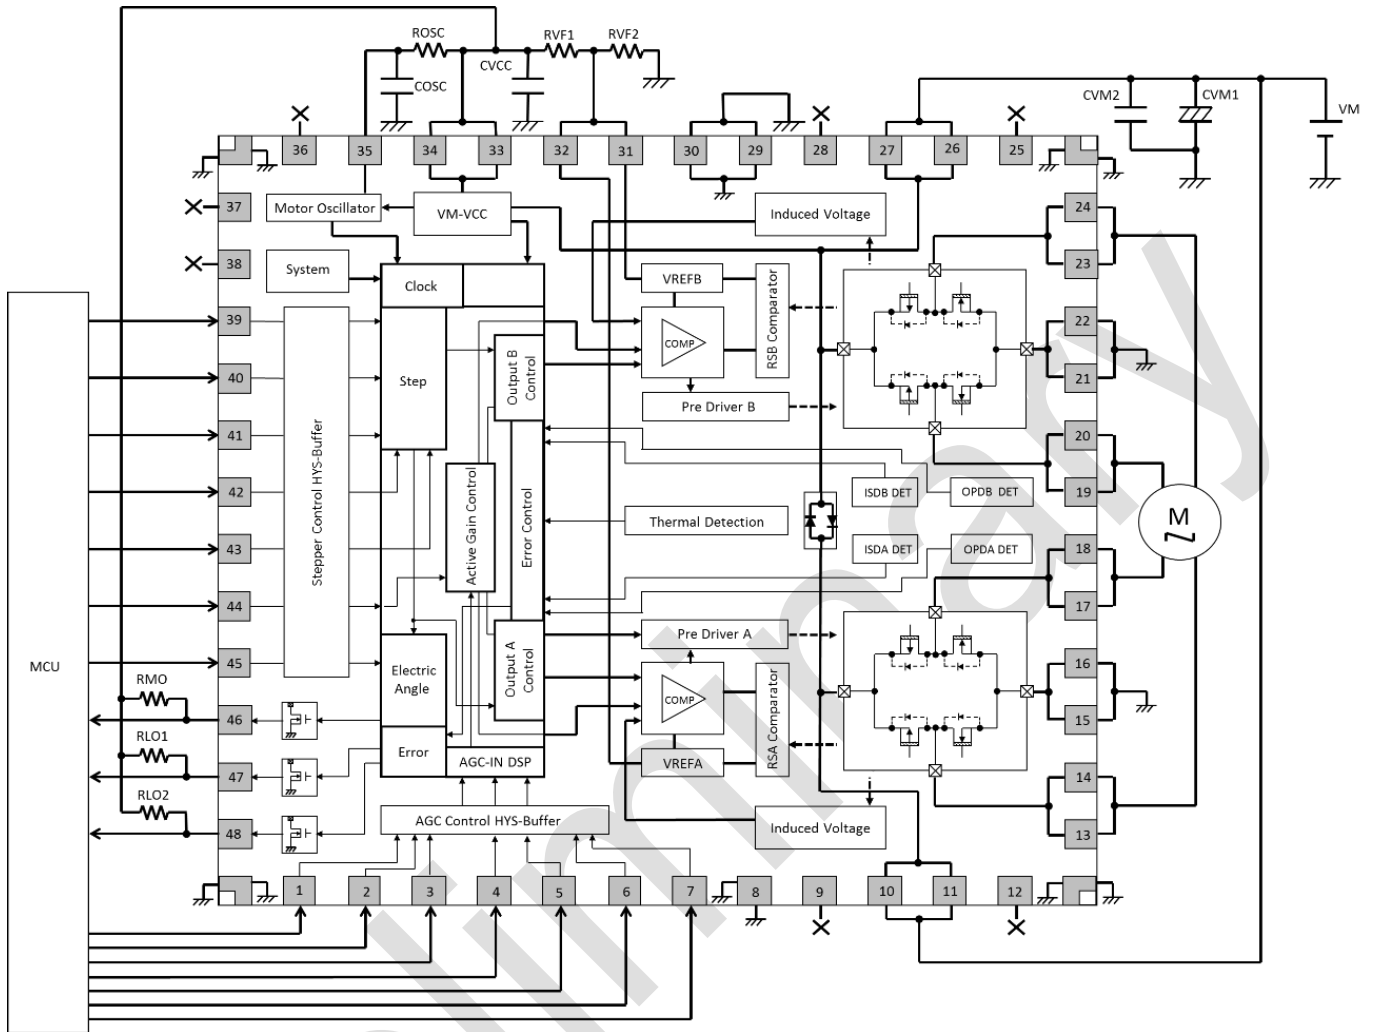 ROSC
RVF1
RVF2
COSC
CVCC
CVM2
CVM1
VM
36
35
34
33
32
31
30
29
28
27
26
25
37
38
39
40
41
42
43
44
45
46
47
48
24
23
22
21
20
19
18
17
16
15
14
13
1
2
3
4
5
6
7
8
9
10
11
12
Motor Oscillator
VM-VCC
System
Clock
Induced Voltage
VREFB
COMP
RSB Comparator
Pre Driver B
Stepper Control HYS-Buffer
Step
Output B
Control
Active Gain Control
Error Control
Thermal Detection
ISDB DET
OPDB DET
ISDA DET
OPDA DET
M
MCU
RMO
RLO1
RLO2
Electric
Angle
Error
Output A
Control
AGC-IN DSP
Pre Driver A
COMP
VREFA
RSA Comparator
Induced Voltage
AGC Control HYS-Buffer
liminary